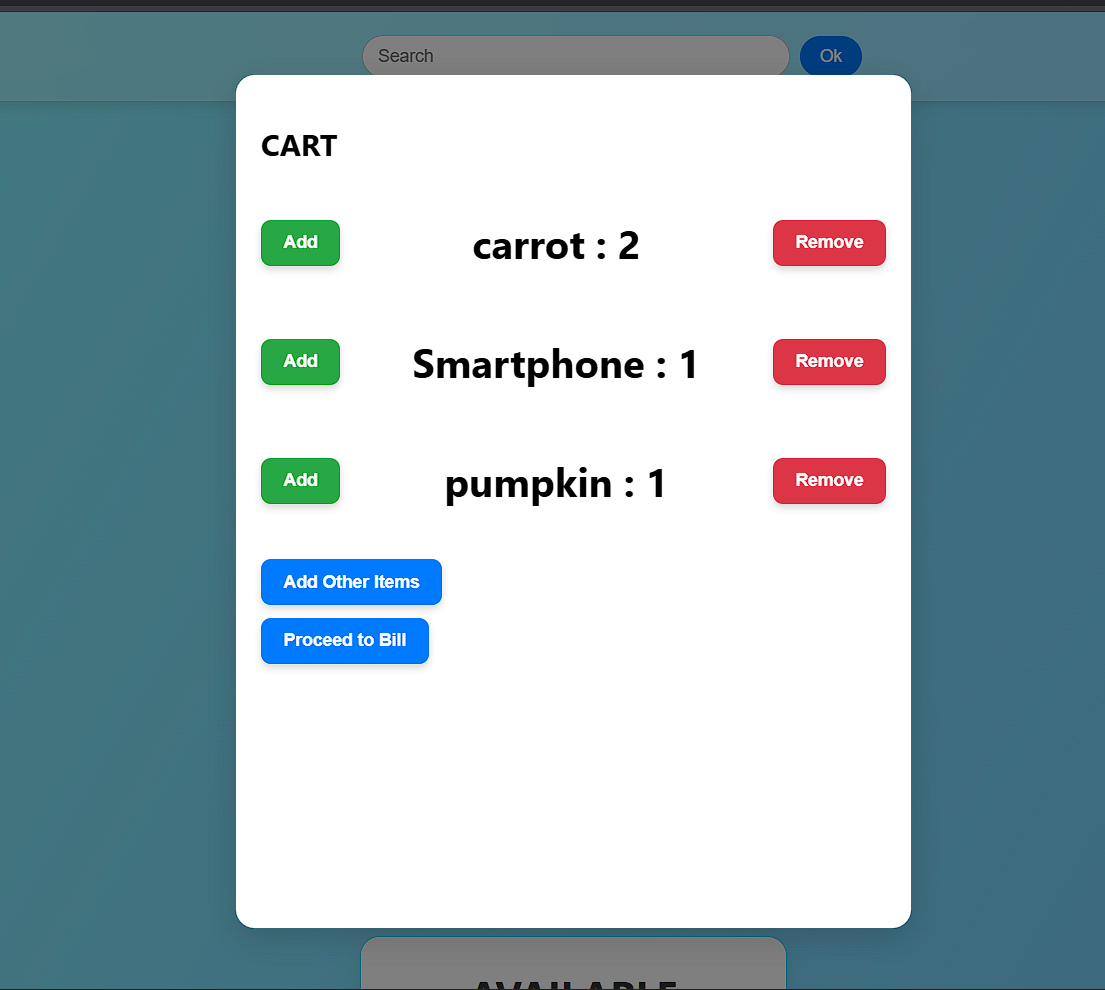 Search Ok
CART
Add carrot : 2 Remove
Add Smartphone : 1 Remove
Add pumpkin : 1 Remove
Add Other Items
Proceed to Bill
AVAILABLE